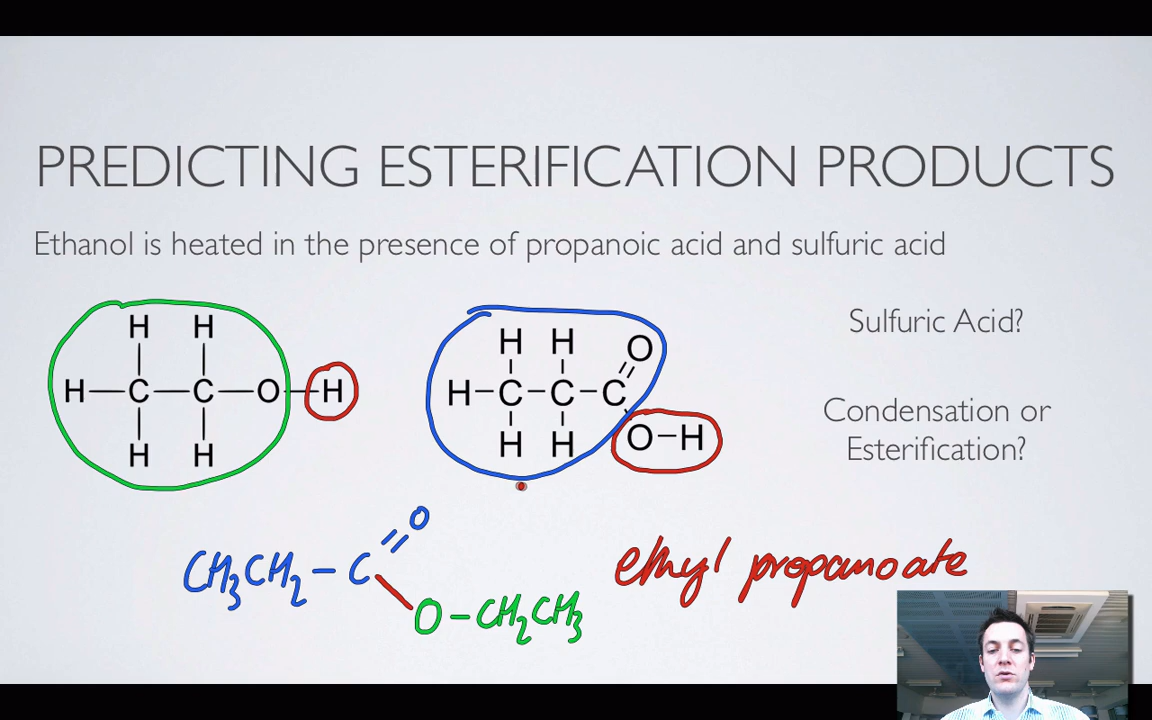 PREDICTING ESTERIFICATION PRODUCTS
Ethanol is heated in the presence of propanoic acid and sulfuric acid
H H
H—C—C—O—H
H H
H H O
H–C–C–C
H H O–H
Sulfuric Acid?
Condensation or
Esterification?
O
CH3CH2–C
O–CH2CH3
ethyl propanoate